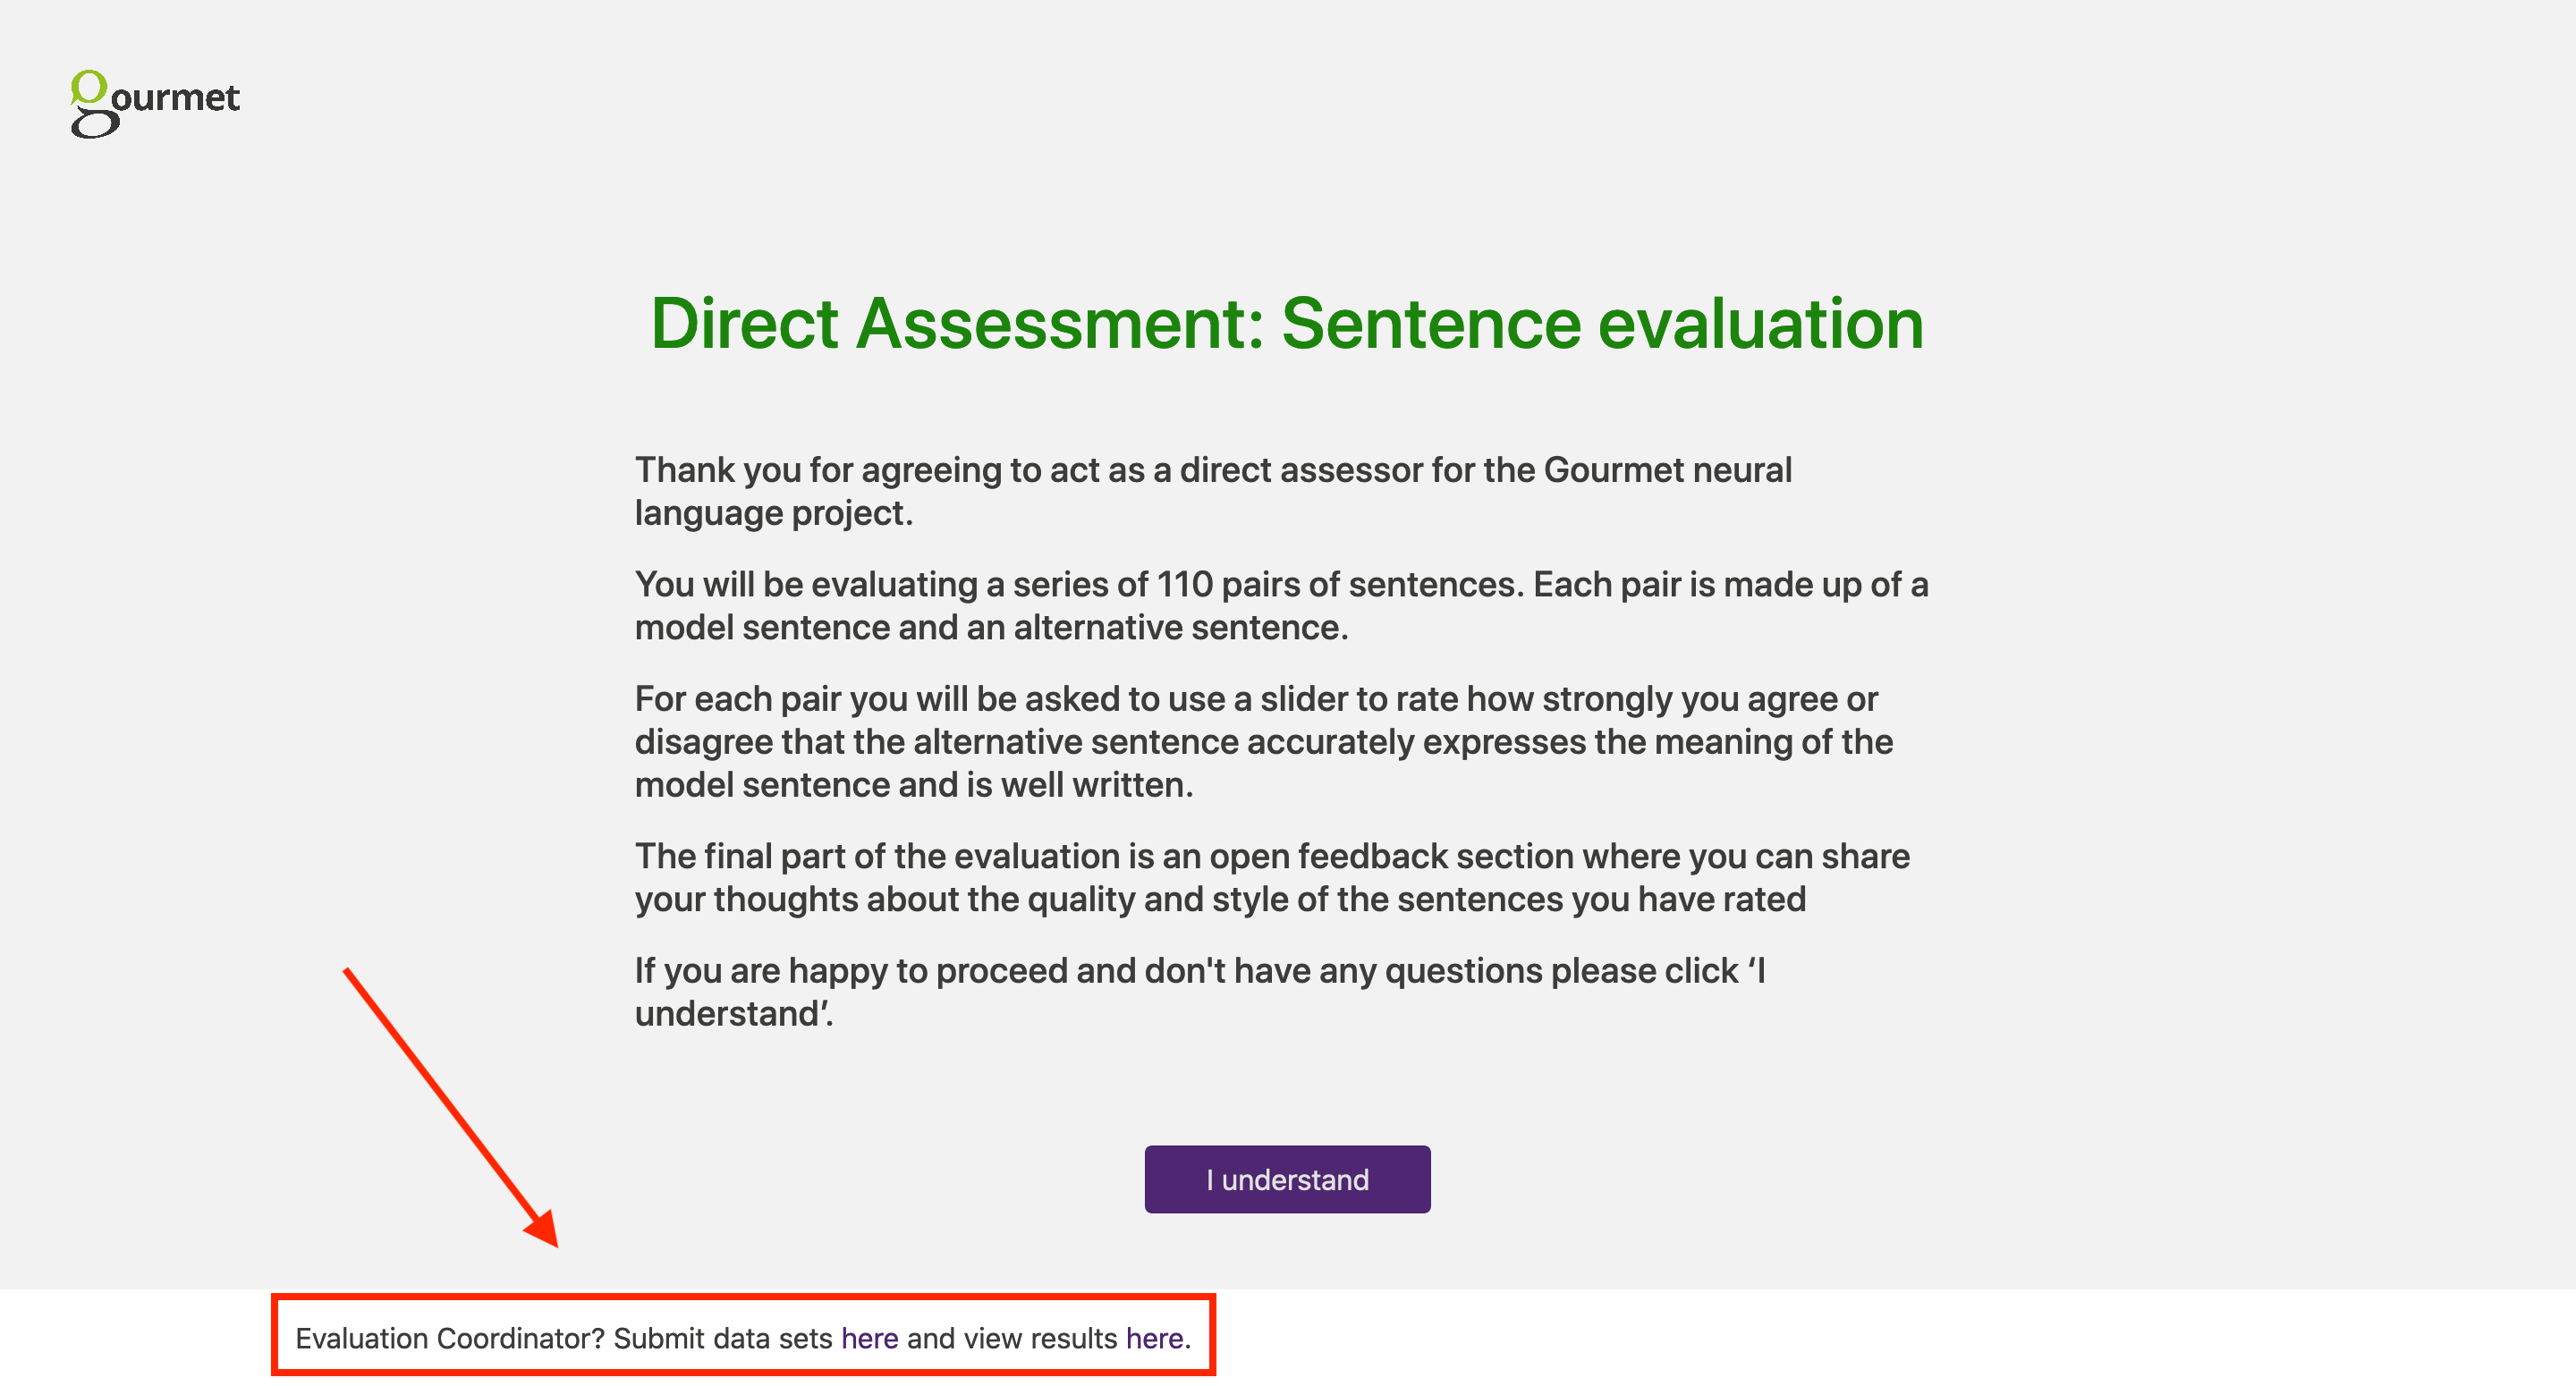 gourmet
Direct Assessment: Sentence evaluation
Thank you for agreeing to act as a direct assessor for the Gourmet neural
language project.
You will be evaluating a series of 110 pairs of sentences. Each pair is made up of a
model sentence and an alternative sentence.
For each pair you will be asked to use a slider to rate how strongly you agree or
disagree that the alternative sentence accurately expresses the meaning of the
model sentence and is well written.
The final part of the evaluation is an open feedback section where you can share
your thoughts about the quality and style of the sentences you have rated
If you are happy to proceed and don't have any questions please click ‘I
understand’.
I understand
Evaluation Coordinator? Submit data sets here and view results here.